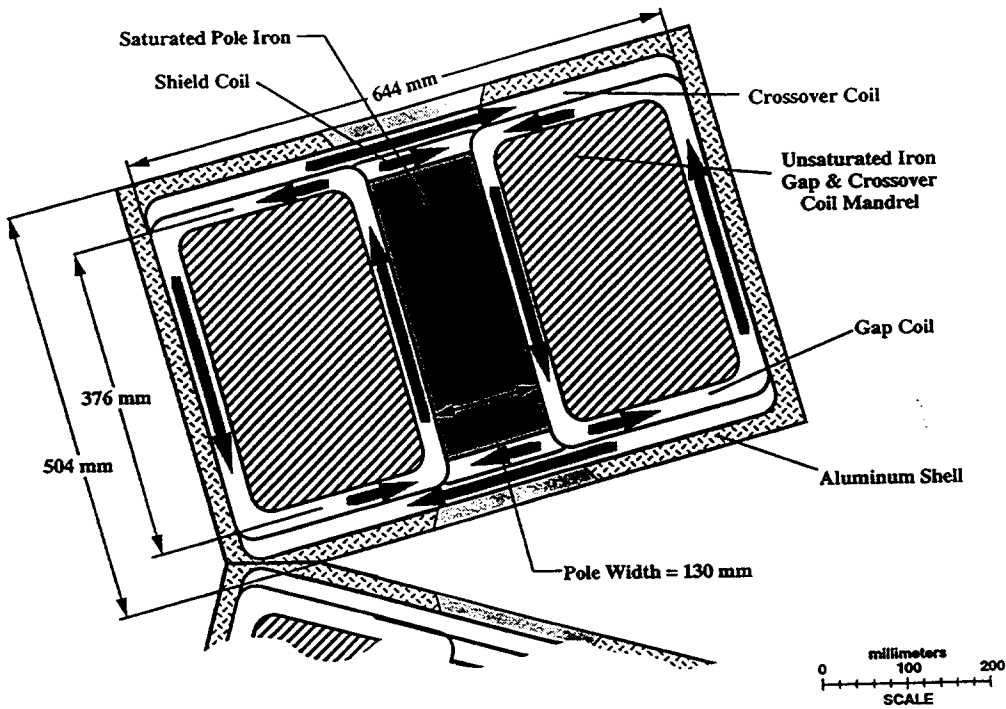 Saturated Pole Iron
Shield Coil
644 mm
Crossover Coil
Unsaturated Iron
Gap & Crossover
Coil Mandrel
Gap Coil
376 mm
504 mm
Aluminum Shell
Pole Width = 130 mm
millimeters
0 100 200
SCALE